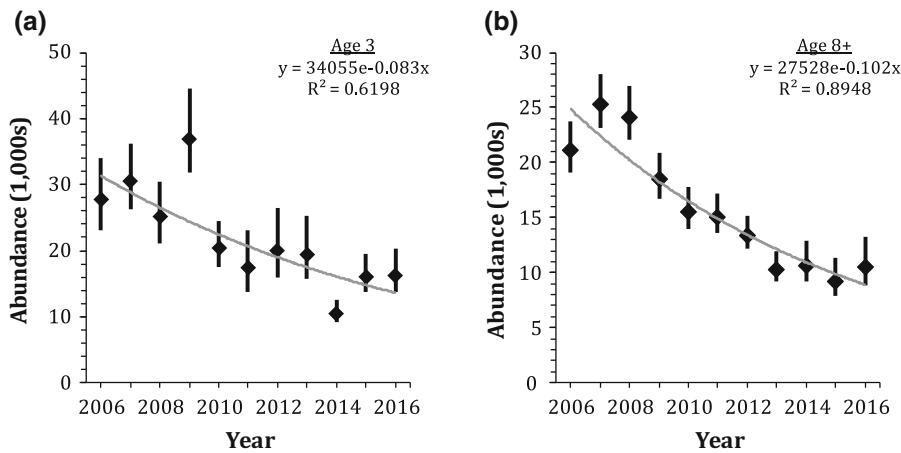 (a)
Age 3
y = 34055e-0.083x
R² = 0.6198
Abundance (1,000s)
50
40
30
20
10
0
2006 2008 2010 2012 2014 2016
Year
(b)
Age 8+
y = 27528e-0.102x
R² = 0.8948
Abundance (1,000s)
30
25
20
15
10
5
0
2006 2008 2010 2012 2014 2016
Year